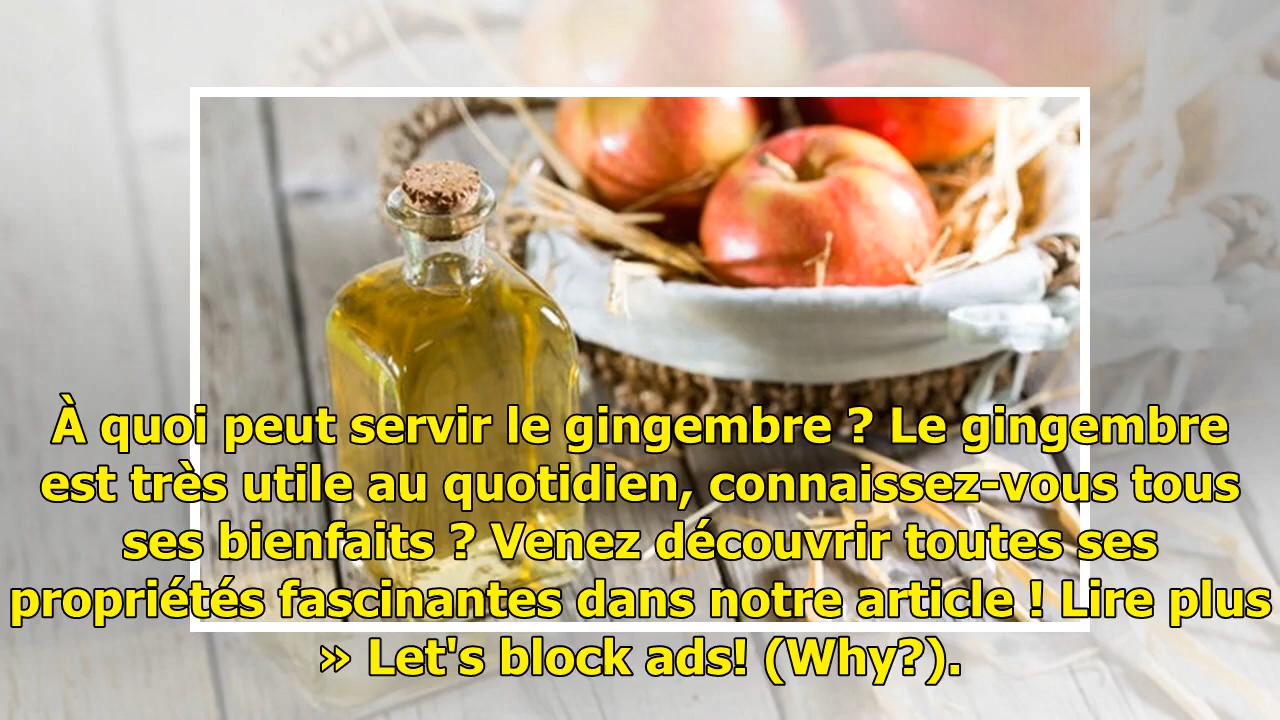 À quoi peut servir le gingembre ? Le gingembre
est très utile au quotidien, connaissez-vous tous
ses bienfaits ? Venez découvrir toutes ses
propriétés fascinantes dans notre article ! Lire plus
» Let's block ads! (Why?).